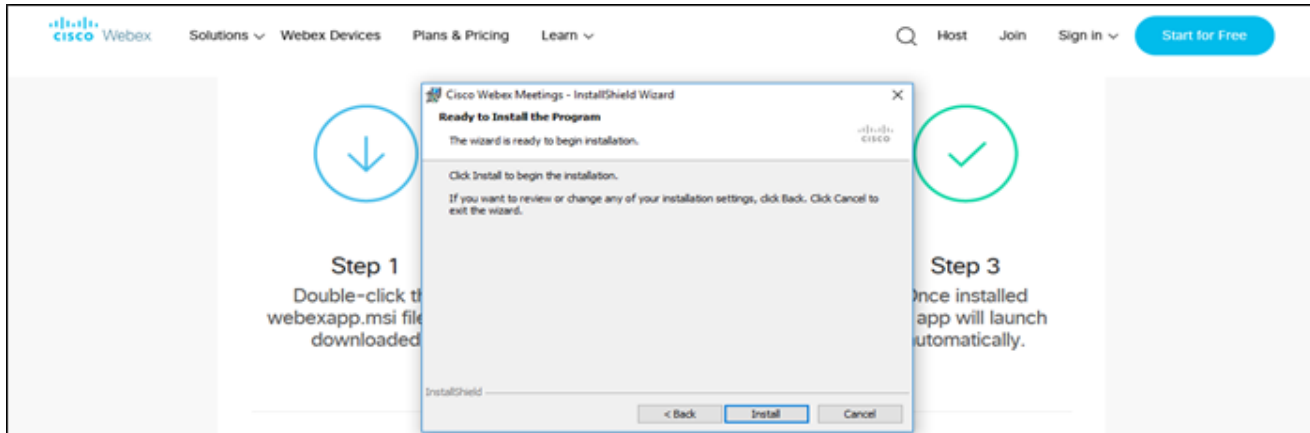 CISCO Webex Solutions Webex Devices Plans & Pricing Learn Host Join Sign in Start for Free
Cisco Webex Meetings - InstallShield Wizard
Ready to Install the Program
The wizard is ready to begin installation.
CISCO
Click Install to begin the installation.
If you want to review or change any of your installation settings, click Back. Click Cancel to
exit the wizard.
InstallShield
< Back Install Cancel
Step 1
Double-click
webexapp.msi
downloaded
Step 3
installed
app will launch
automatically.